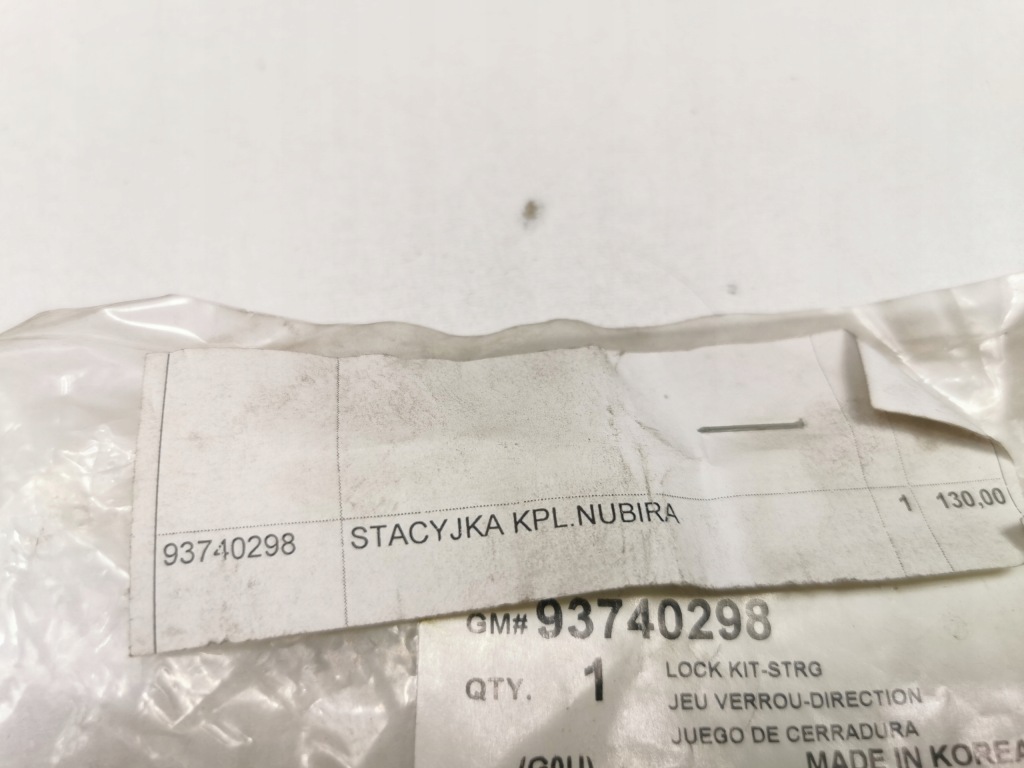 93740298 STACYJKA KPL.NUBIRA 1 130,00
GM# 93740298
QTY. 1
LOCK KIT-STRG
JEU VERROU-DIRECTION
JUEGO DE CERRADURA
MADE IN KOREA